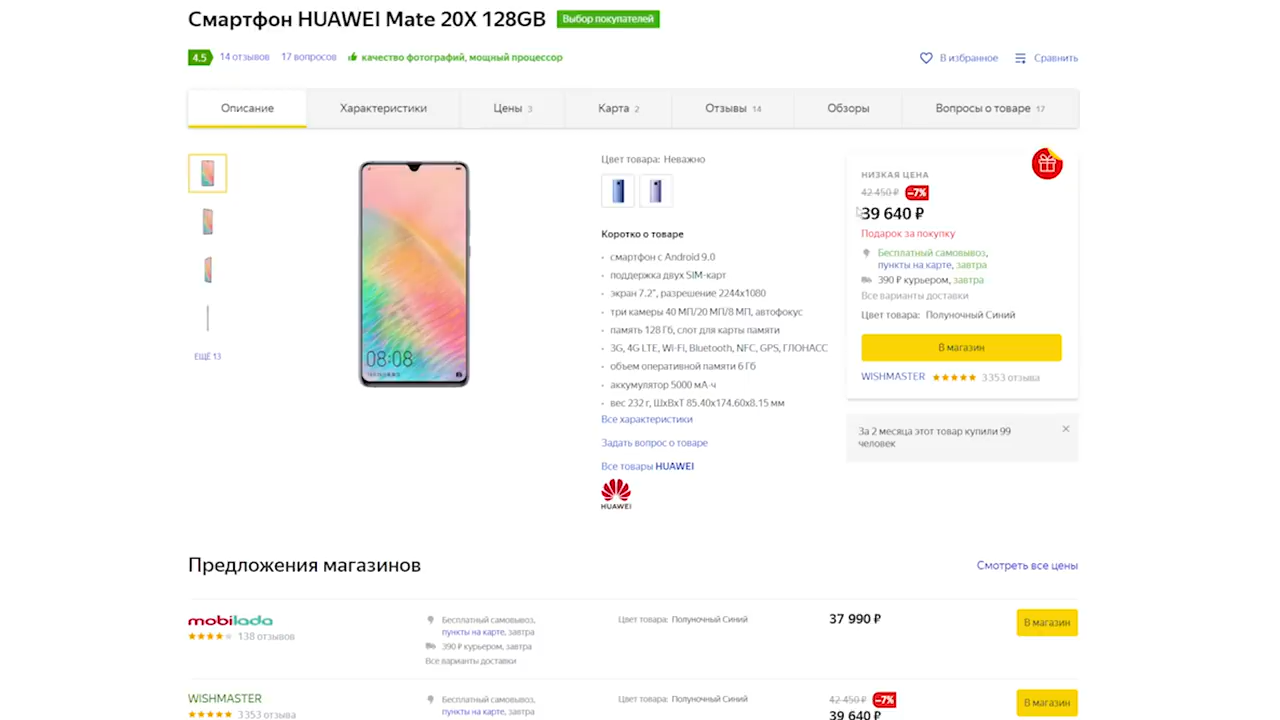 Смартфон HUAWEI Mate 20X 128GB Выбор покупателей
4.5 14 отзывов 17 вопросов качество фотографий, мощный процессор
В избранное Сравнить
Описание Характеристики Цены 3 Карта 2 Отзывы 14 Обзоры Вопросы о товаре 17
ЕЩЁ 13
08:08
Цвет товара: Неважно
Коротко о товаре
смартфон с Android 9.0
поддержка двух SIM-карт
экран 7.2", разрешение 2244x1080
три камеры 40 МП/20 МП/8 МП, автофокус
память 128 Гб, слот для карты памяти
3G, 4G LTE, Wi-Fi, Bluetooth, NFC, GPS, ГЛОНАСС
объем оперативной памяти 6 Гб
аккумулятор 5000 мА·ч
вес 232 г, ШxВxТ 85.40x174.60x8.15 мм
Все характеристики
Задать вопрос о товаре
Все товары HUAWEI
HUAWEI
НИЗКАЯ ЦЕНА
42 450 ₽ −7%
39 640 ₽
Подарок за покупку
Бесплатный самовывоз,
пункты на карте, завтра
390 ₽ курьером, завтра
Все варианты доставки
Цвет товара: Полуночный Синий
В магазин
WISHMASTER 3353 отзыва
За 2 месяца этот товар купили 99
человек
Предложения магазинов Смотреть все цены
mobilada
138 отзывов
Бесплатный самовывоз,
пункты на карте, завтра
390 ₽ курьером, завтра
Все варианты доставки
Цвет товара: Полуночный Синий
37 990 ₽
В магазин
WISHMASTER
3353 отзыва
Бесплатный самовывоз,
пункты на карте, завтра
Цвет товара: Полуночный Синий
42 450 ₽ −7%
39 640 ₽
В магазин